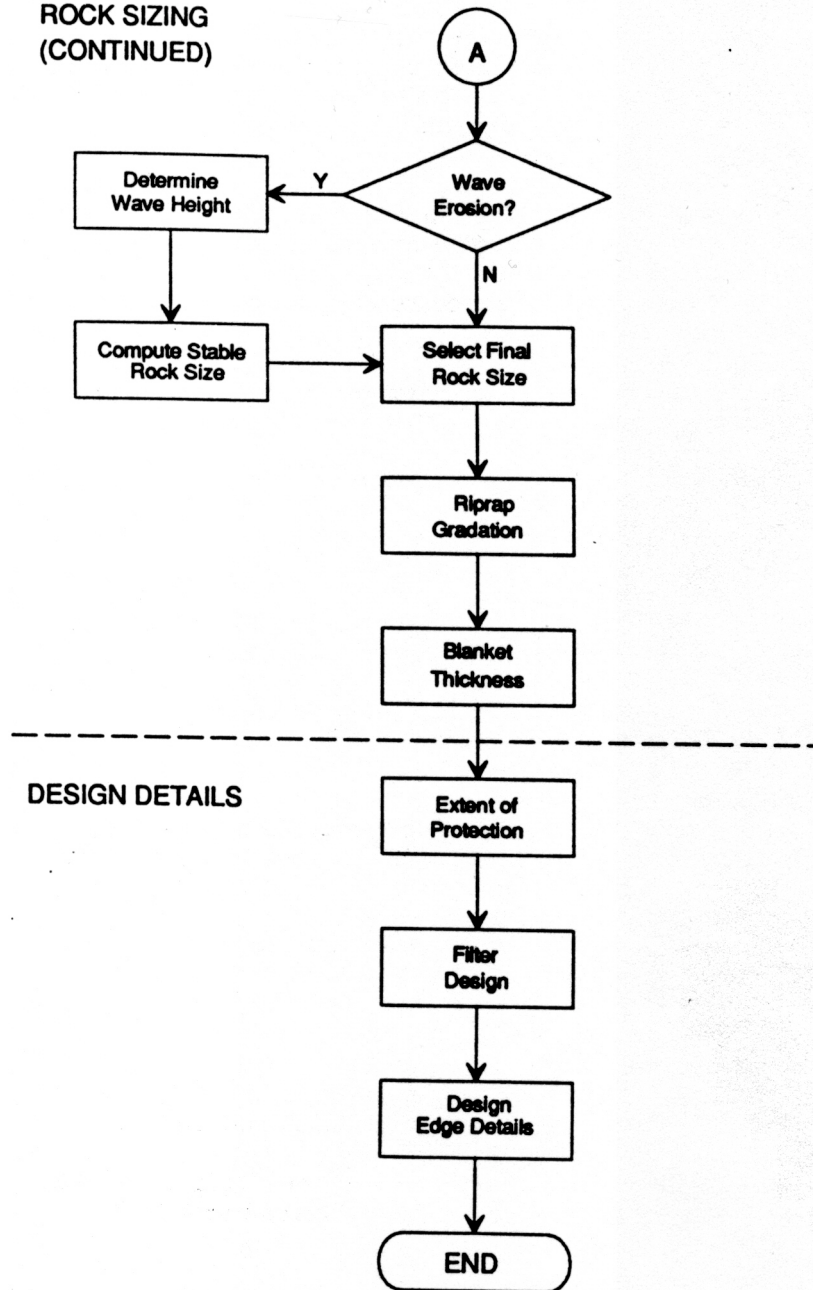 ROCK SIZING
(CONTINUED)
A
Wave
Erosion?
Y
N
Determine
Wave Height
Compute Stable
Rock Size
Select Final
Rock Size
Riprap
Gradation
Blanket
Thickness
DESIGN DETAILS
Extent of
Protection
Filter
Design
Design
Edge Details
END